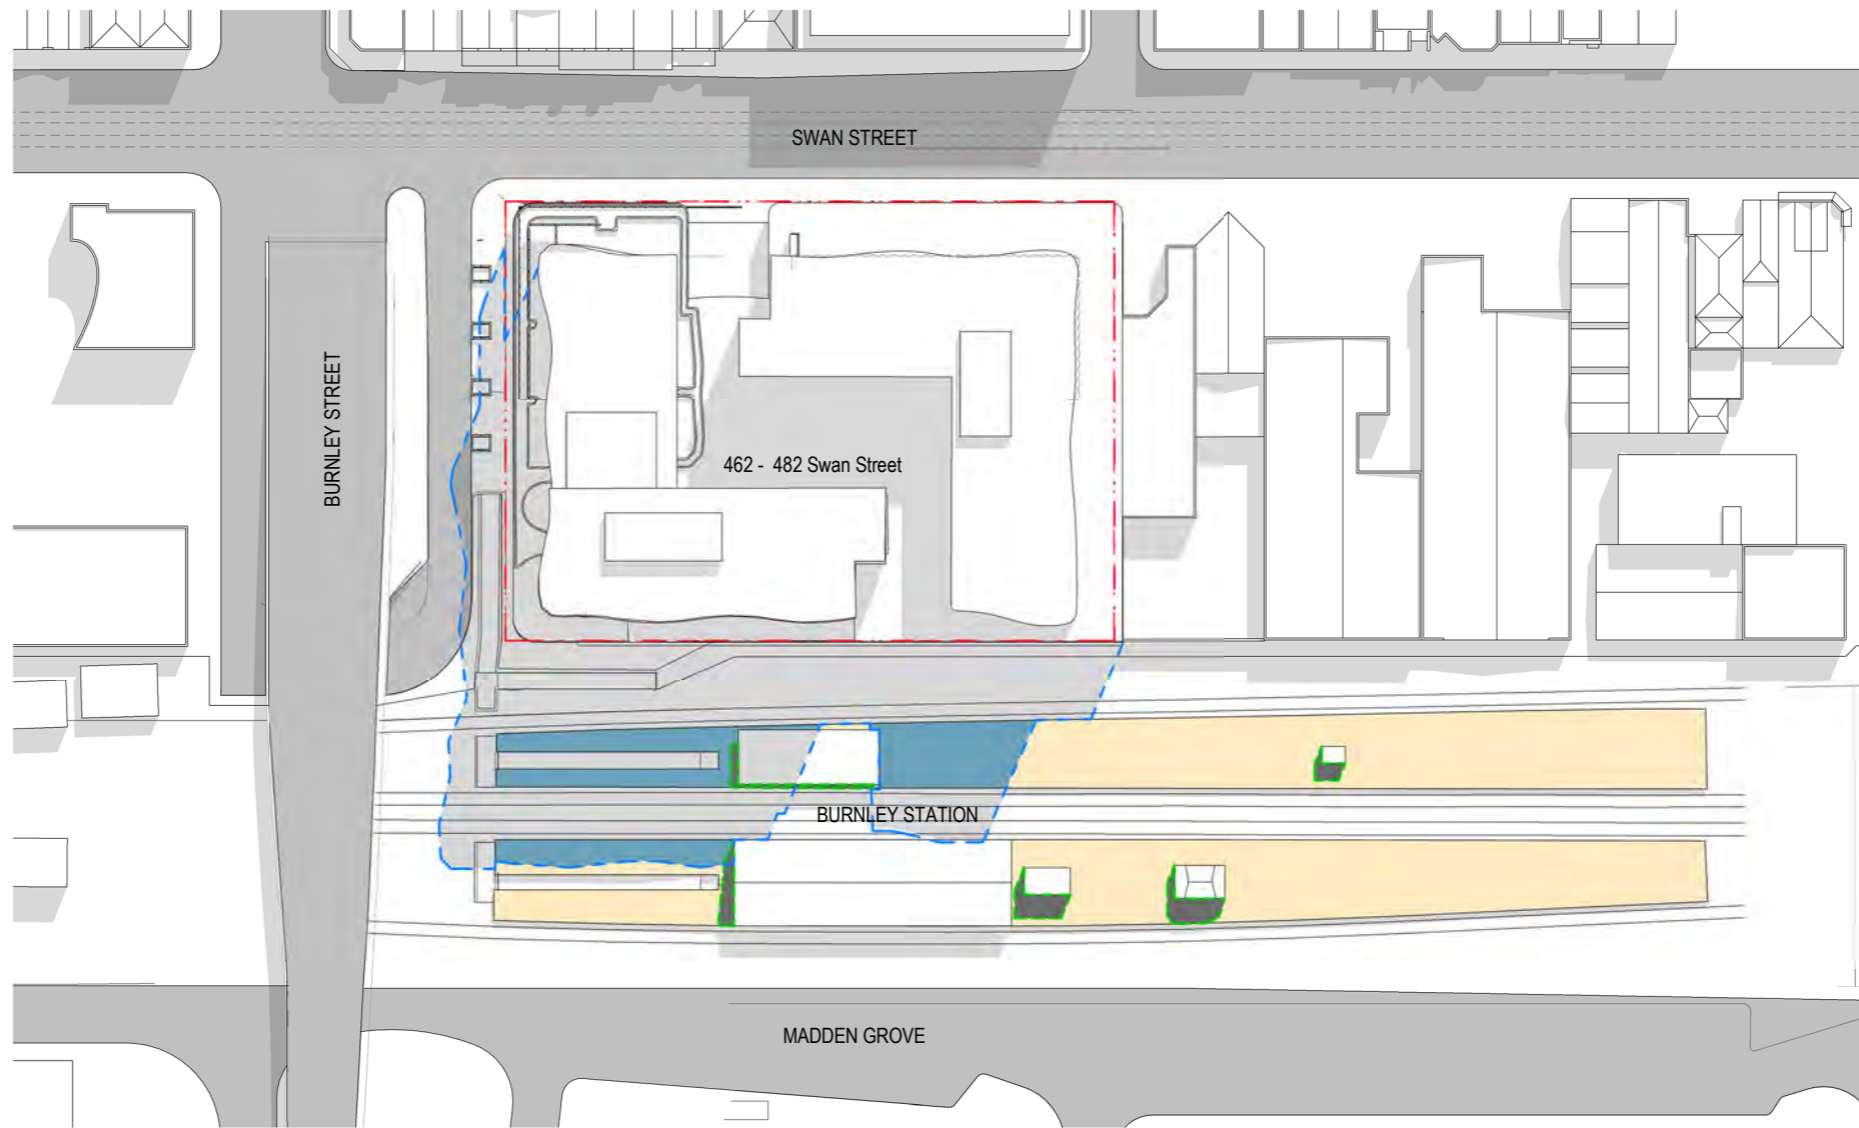 SWAN STREET
BURNLEY STREET
462 - 482 Swan Street
BURNLEY STATION
MADDEN GROVE